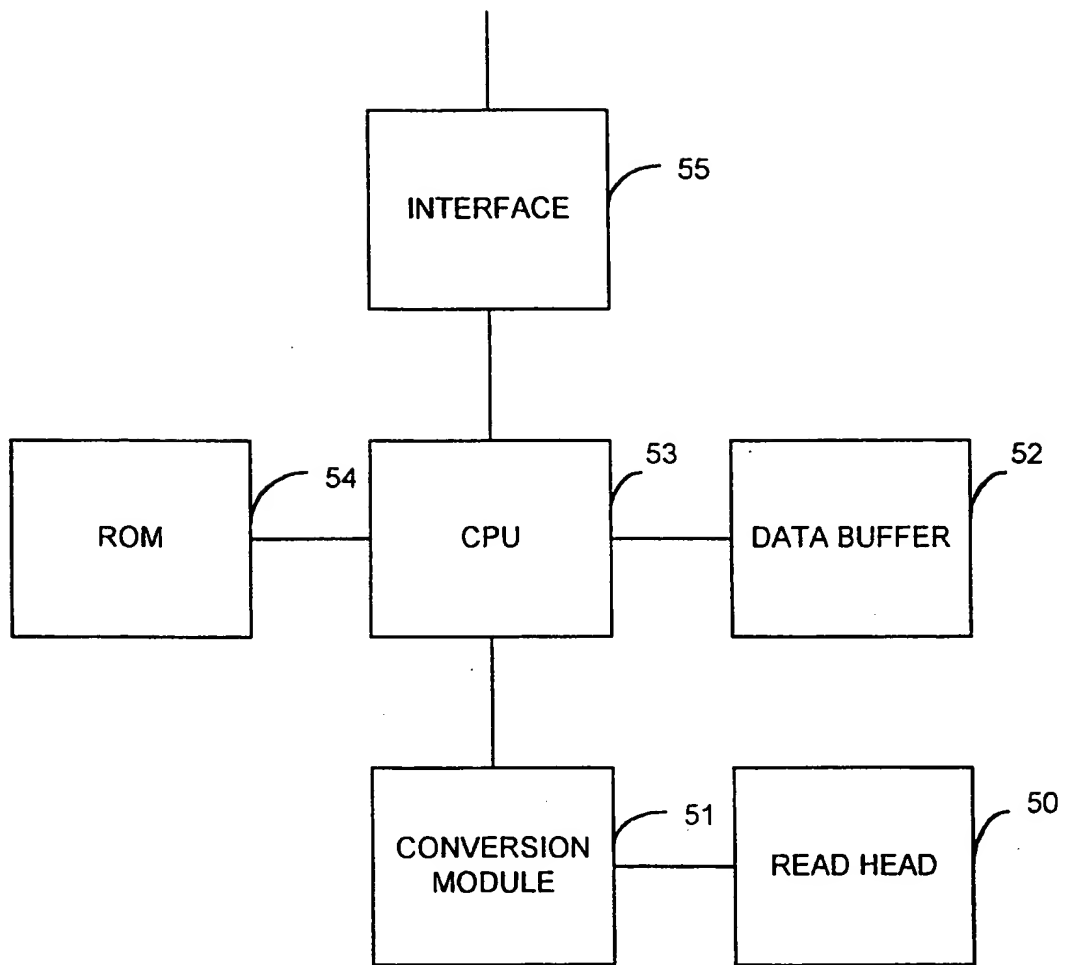 INTERFACE
55
ROM
54
CPU
53
DATA BUFFER
52
CONVERSION
MODULE
51
READ HEAD
50